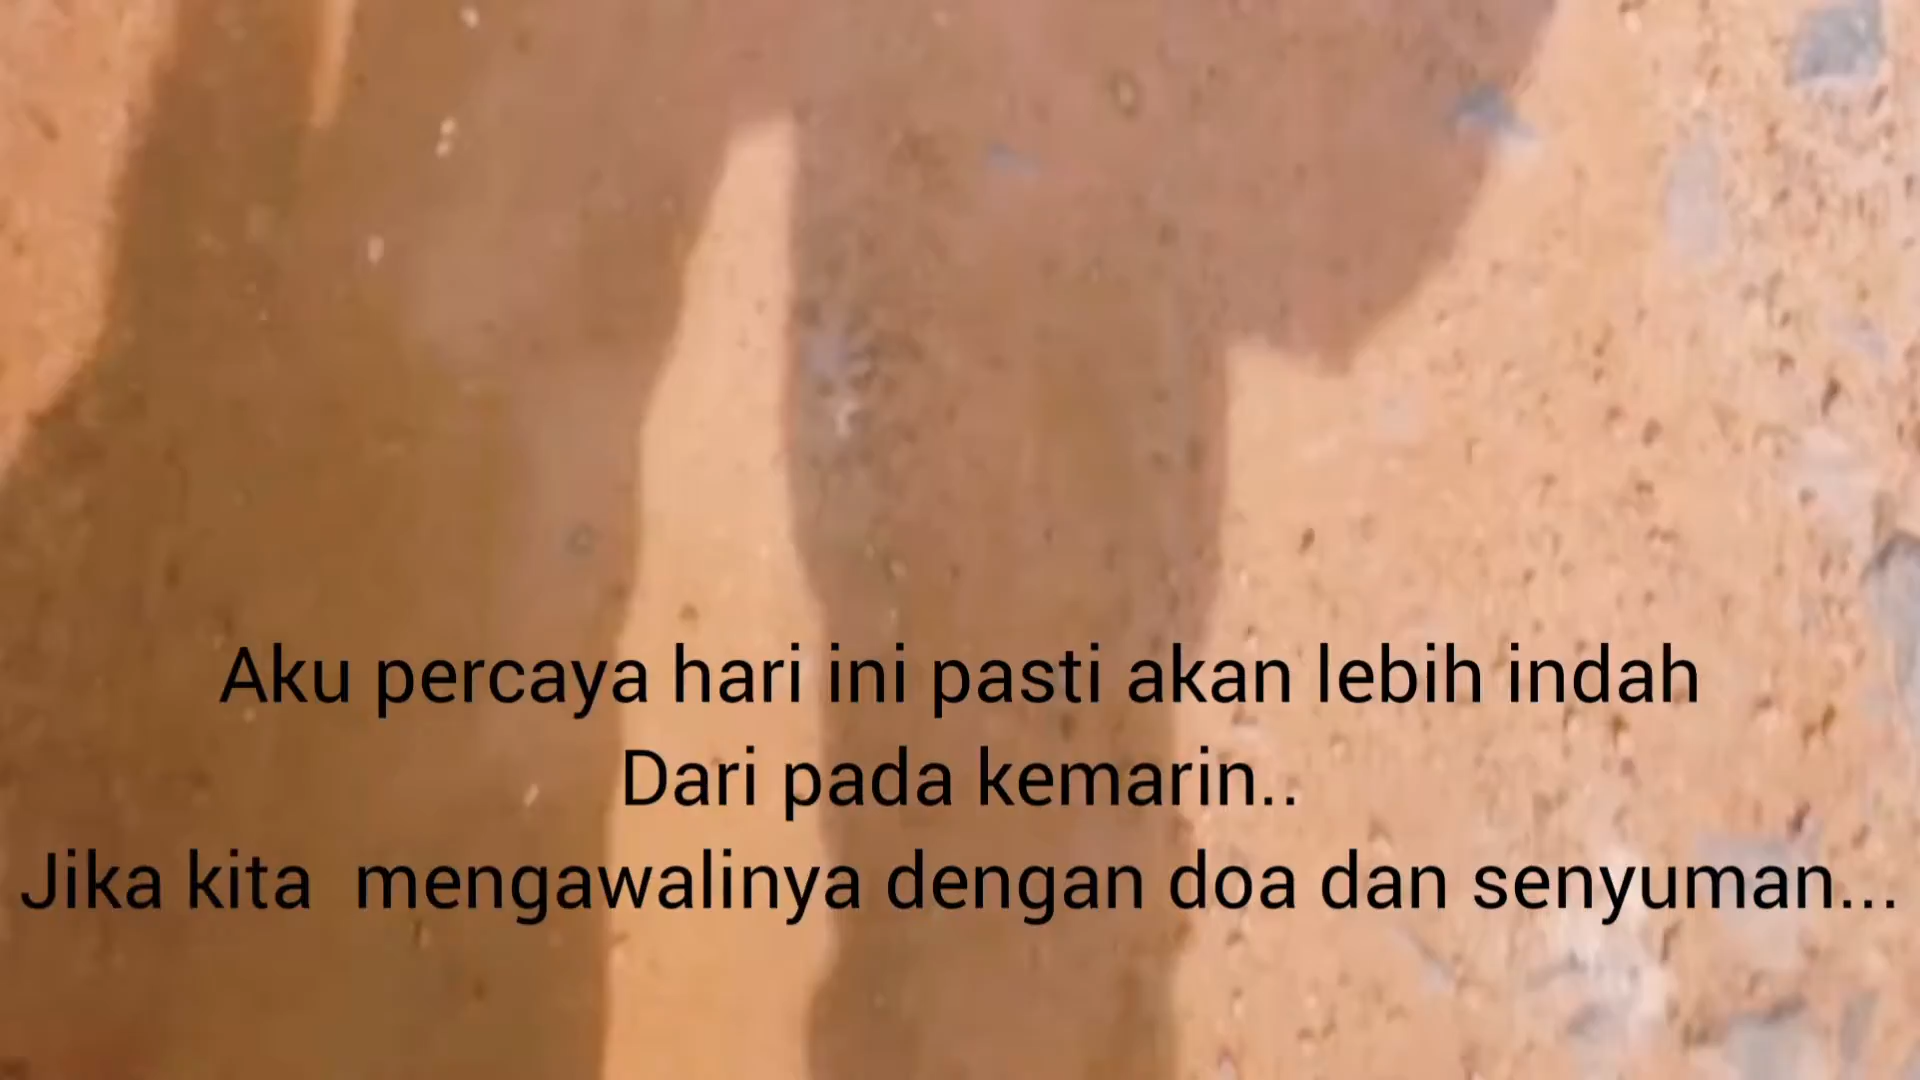 Aku percaya hari ini pasti akan lebih indah
Dari pada kemarin..
Jika kita  mengawalinya dengan doa dan senyuman...